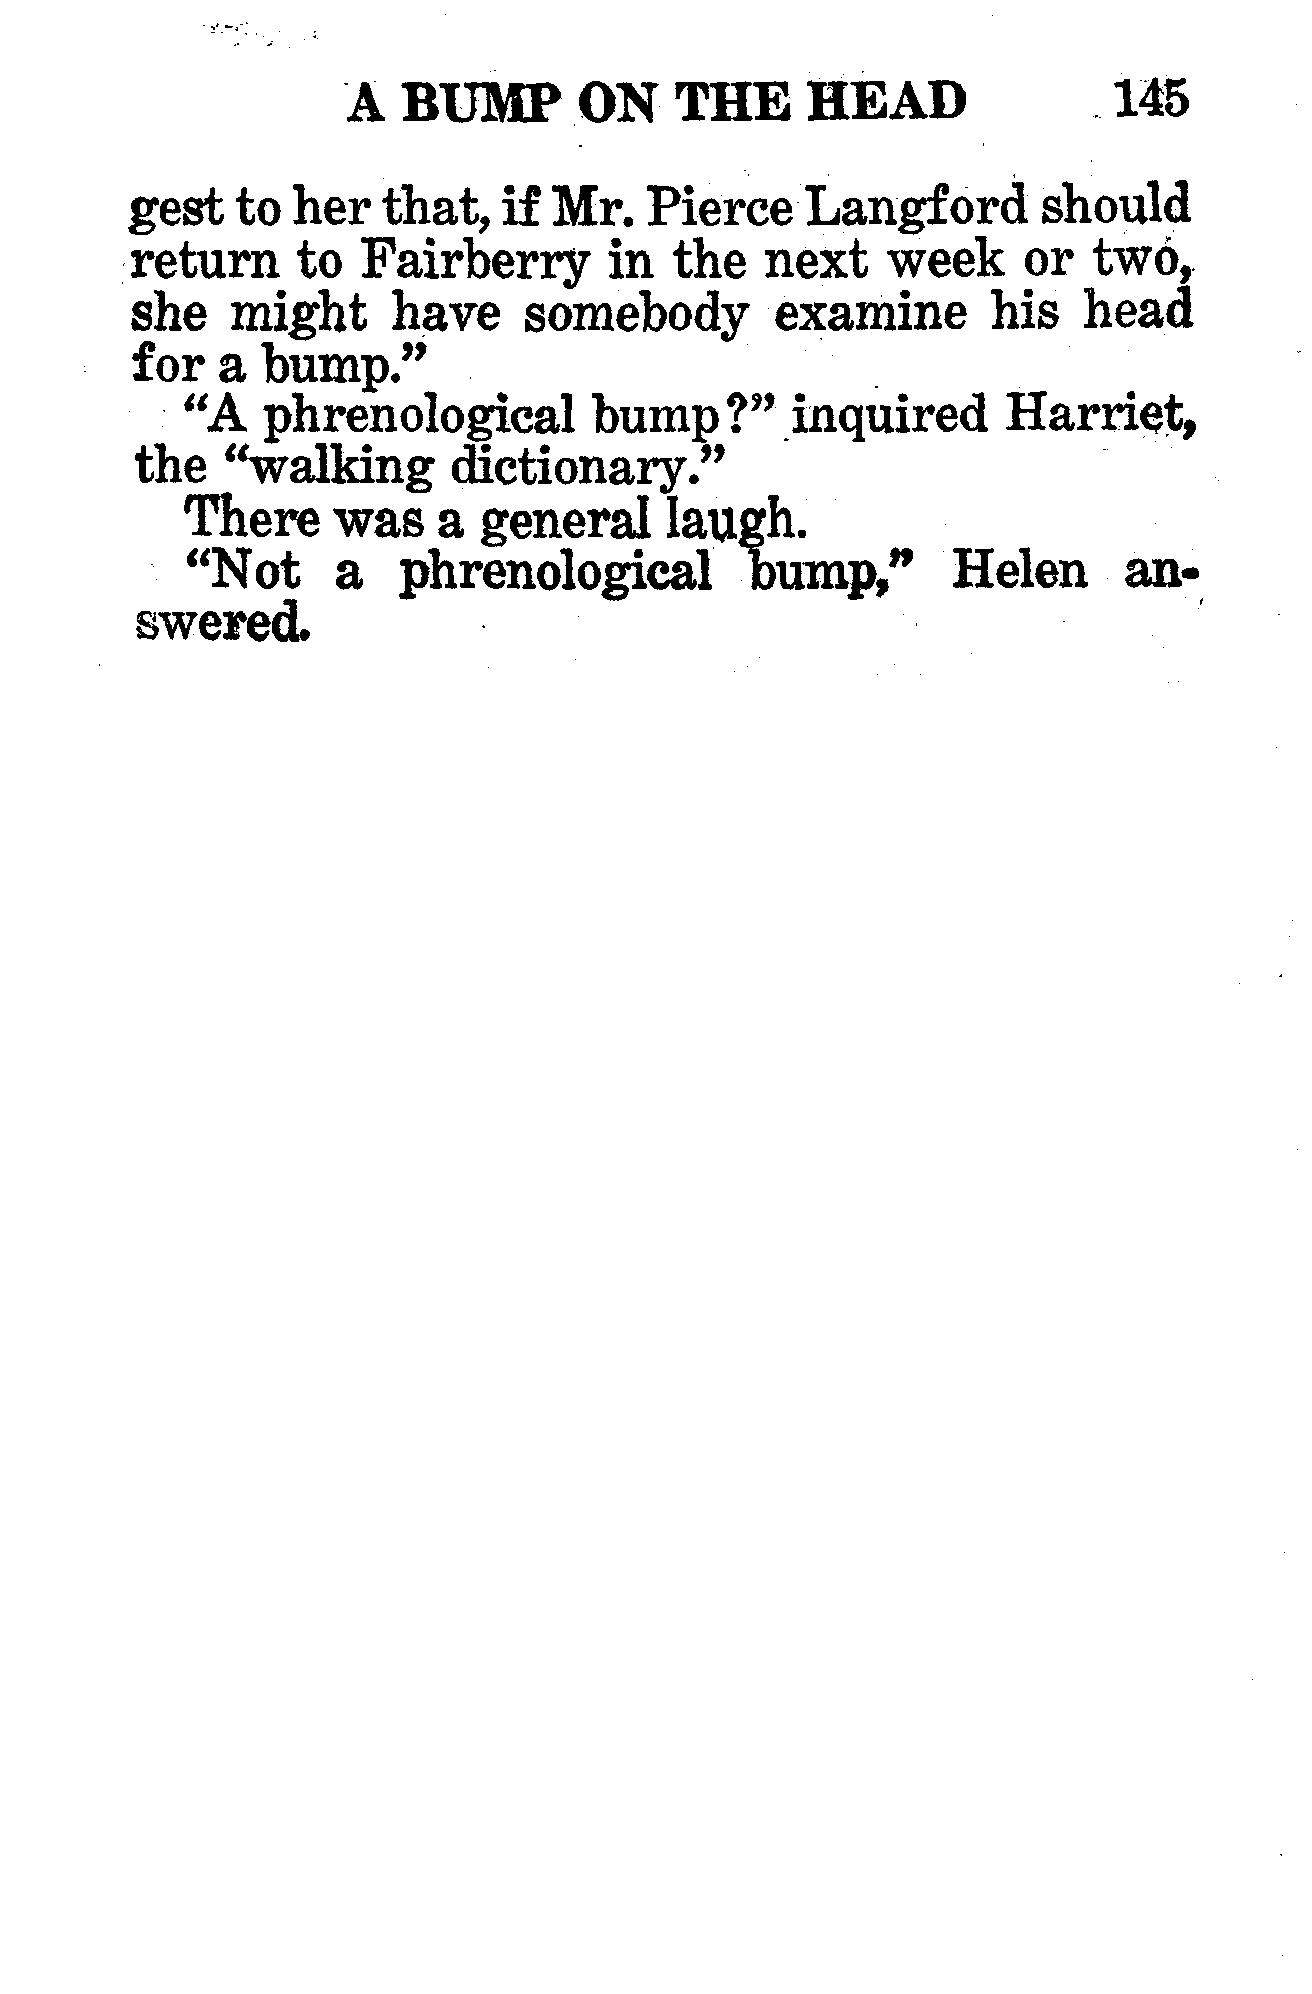 A BUMP ON THE HEAD 145
gest to her that, if Mr. Pierce Langford should
return to Fairberry in the next week or two,
she might have somebody examine his head
for a bump.”
“A phrenological bump?” inquired Harriet,
the “walking dictionary.”
There was a general laugh.
“Not a phrenological bump,” Helen an-
swered.